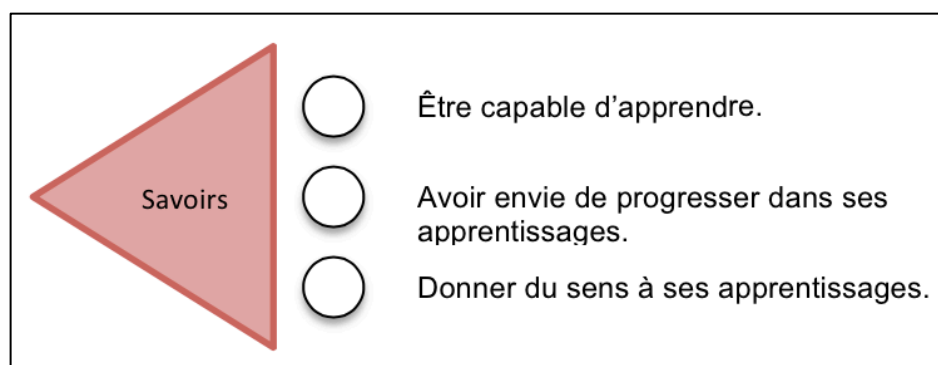 Être capable d’apprendre.
Savoirs
Avoir envie de progresser dans ses
apprentissages.
Donner du sens à ses apprentissages.